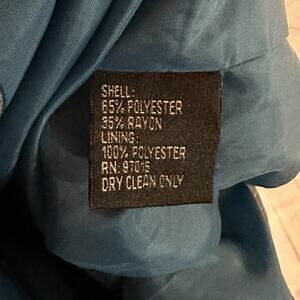 SHELL:
65% POLYESTER
35% RAYON
LINING:
100% POLYESTER
RN: 97015
DRY CLEAN ONLY